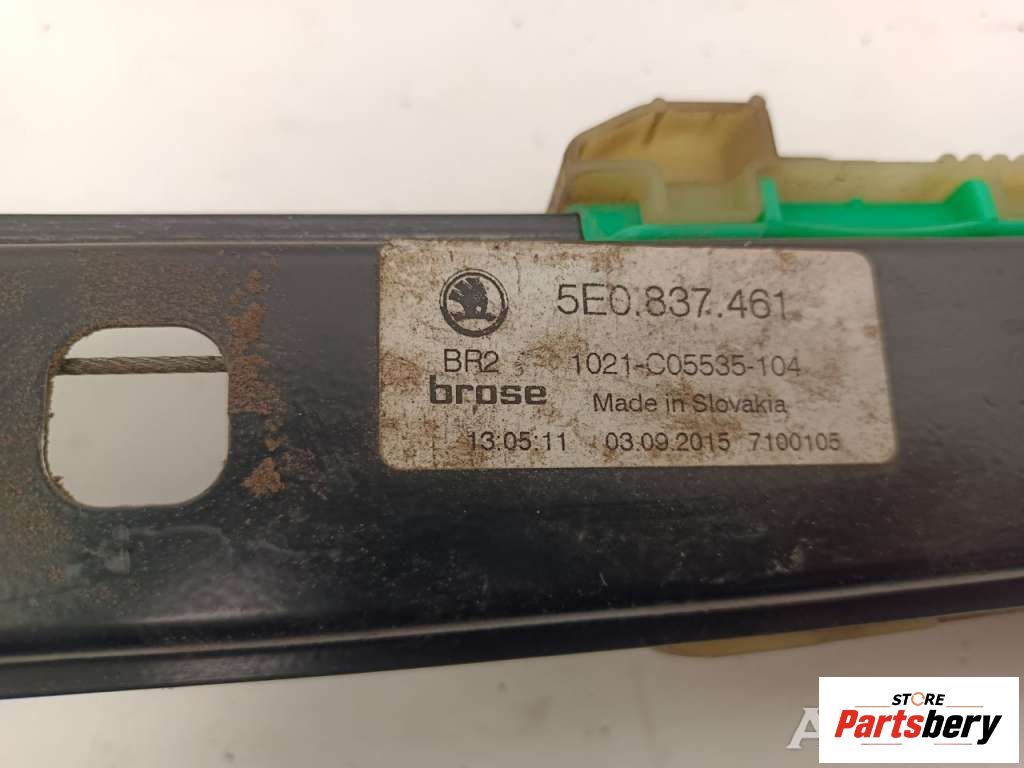 5E0.837.461
BR2 1021-C05535-104
brose Made in Slovakia
13:05:11 03.09.2015 7100105
STORE
Partsbery
A